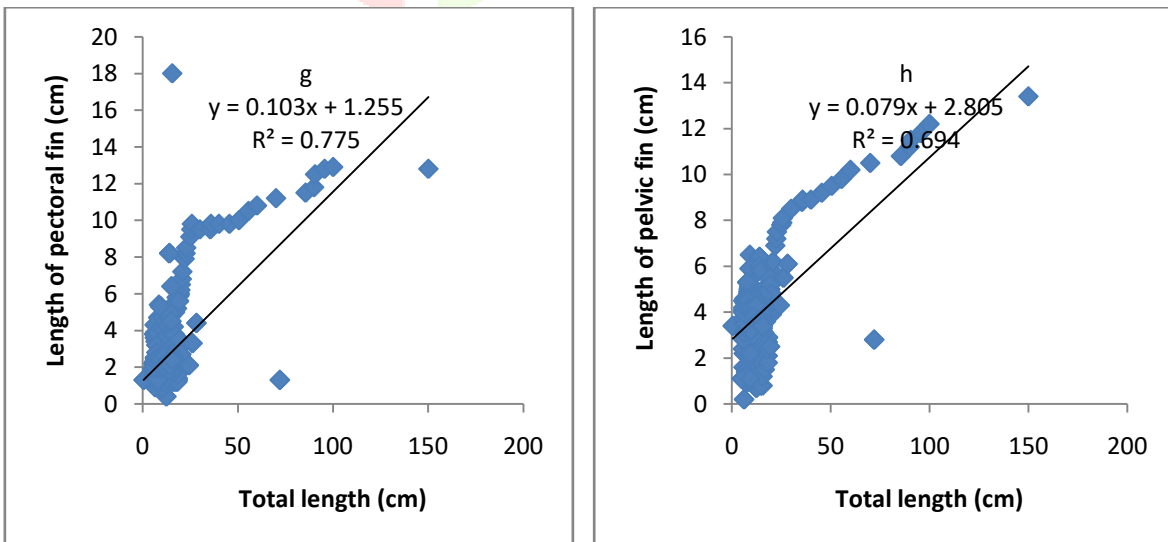 Length of pectoral fin (cm)
20
18
16
14
12
10
8
6
4
2
0
g
y = 0.103x + 1.255
R² = 0.775
0 50 100 150 200
Total length (cm)
Length of pelvic fin (cm)
16
14
12
10
8
6
4
2
0
h
y = 0.079x + 2.805
R² = 0.694
0 50 100 150 200
Total length (cm)